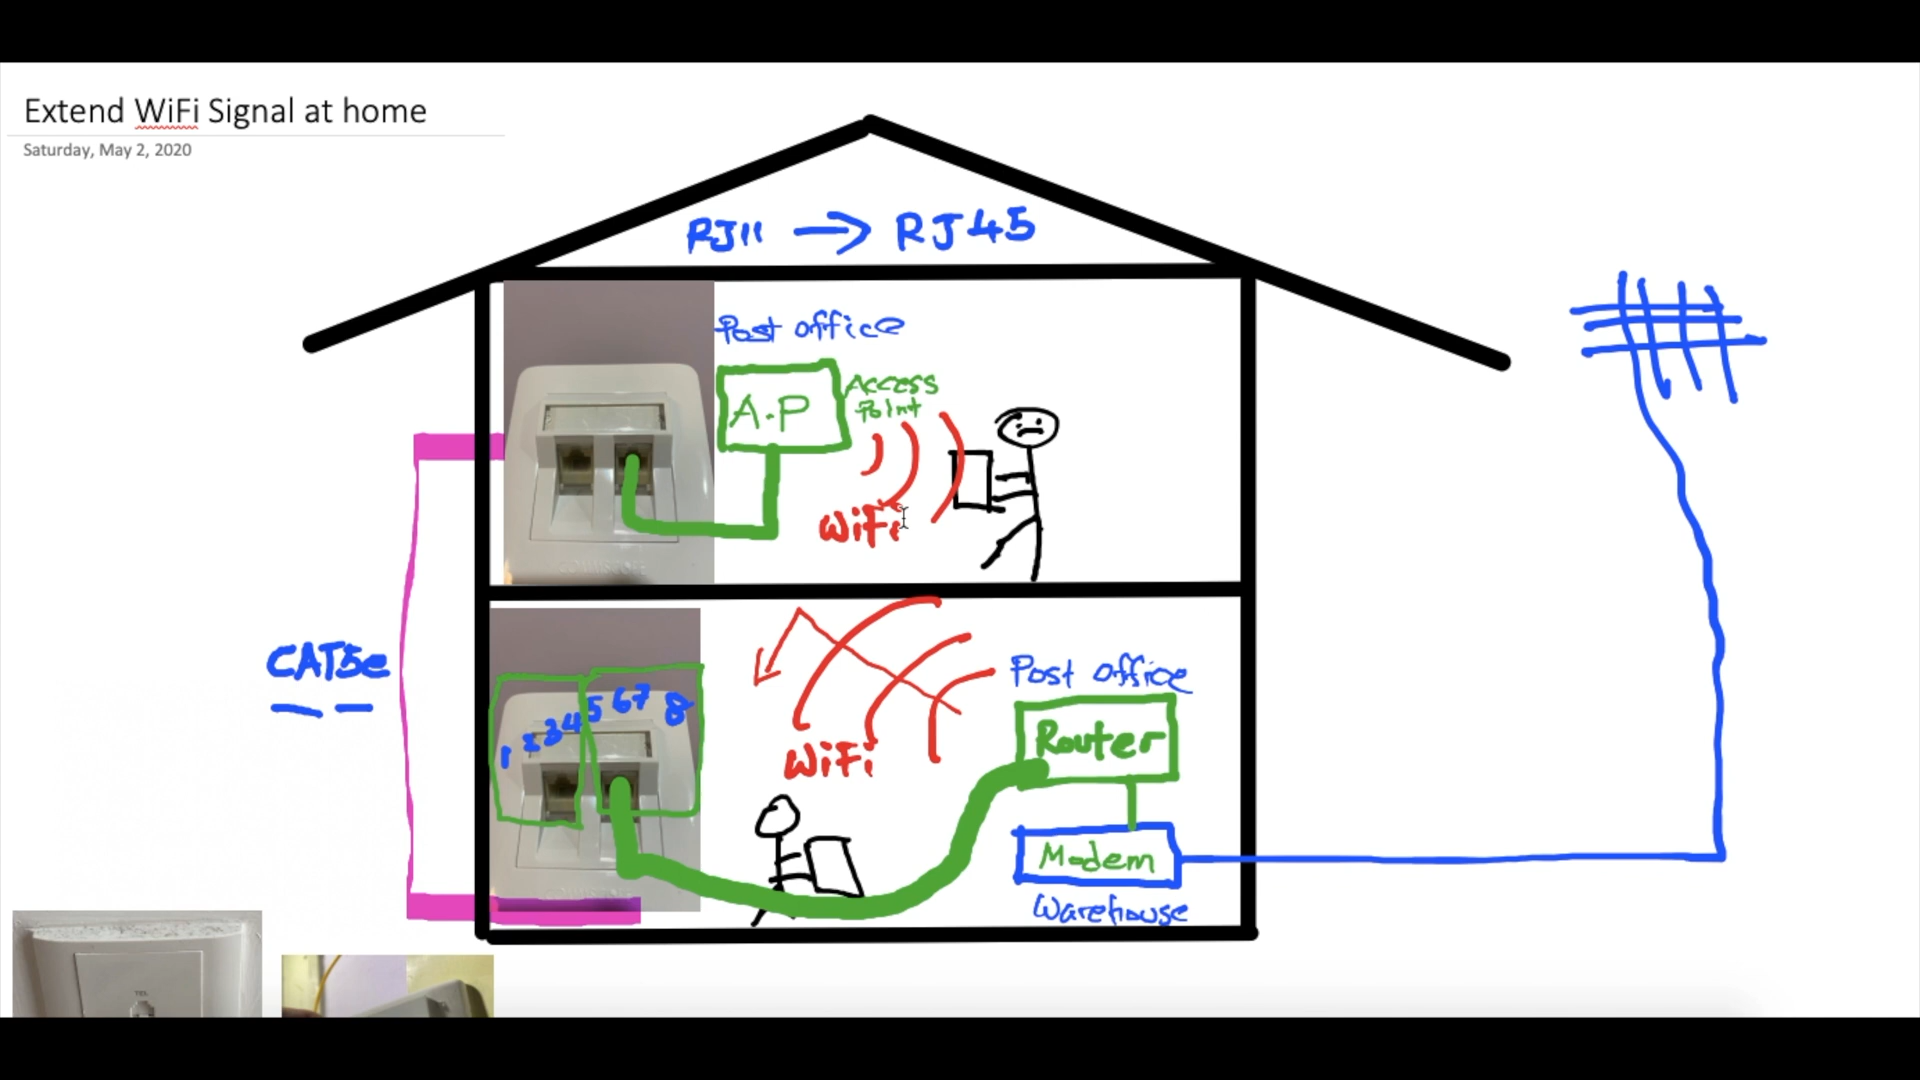 Extend WiFi Signal at home
Saturday, May 2, 2020
RJ11 → RJ45
Post office
A.P
Access
Point
WiFi
CAT5e
1 2 3 4 5 6 7 8
WiFi
Post office
Router
Modem
Warehouse
TEL